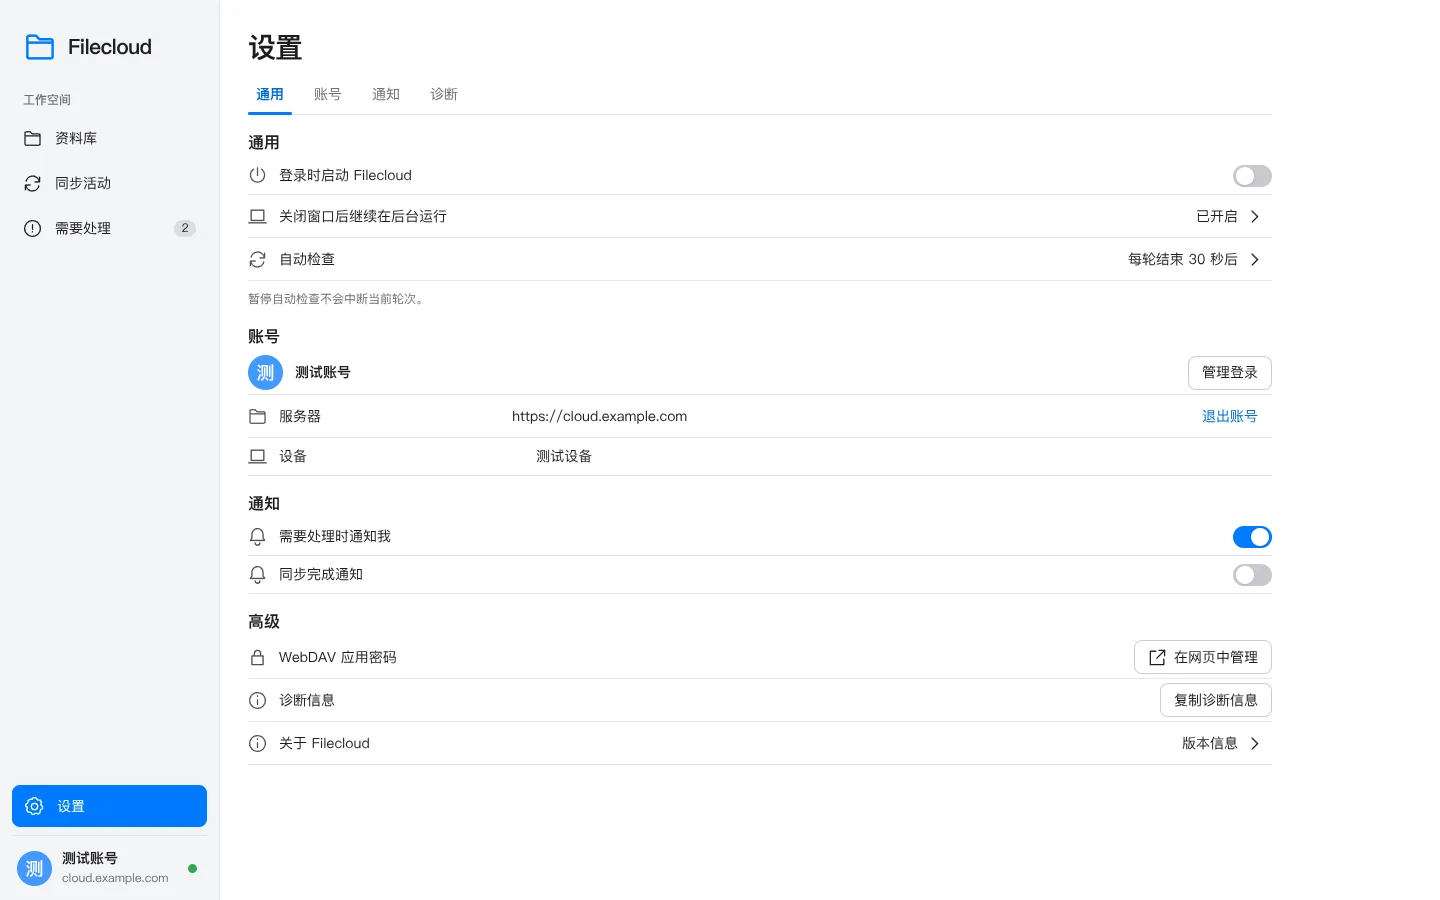 Filecloud
工作空间
资料库
同步活动
需要处理 2
设置
测
测试账号
cloud.example.com
设置
通用 账号 通知 诊断
通用
登录时启动 Filecloud
关闭窗口后继续在后台运行 已开启
自动检查 每轮结束 30 秒后
暂停自动检查不会中断当前轮次。
账号
测 测试账号 管理登录
服务器 https://cloud.example.com 退出账号
设备 测试设备
通知
需要处理时通知我
同步完成通知
高级
WebDAV 应用密码 在网页中管理
诊断信息 复制诊断信息
关于 Filecloud 版本信息